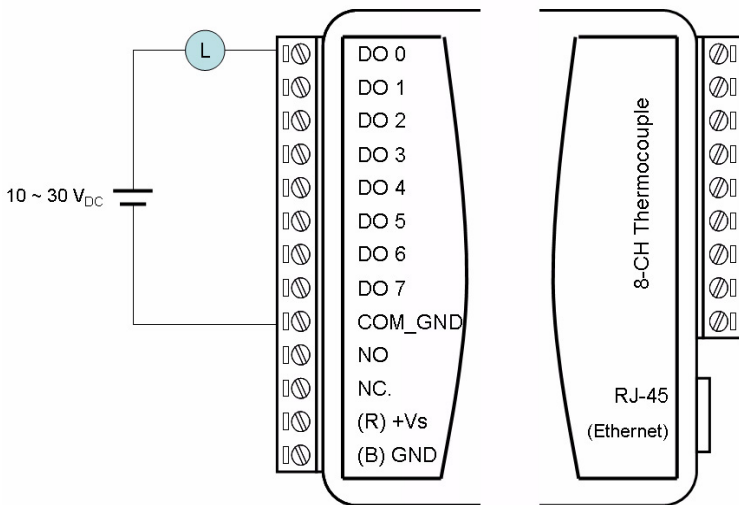 L
10 ~ 30 VDC
DO 0
DO 1
DO 2
DO 3
DO 4
DO 5
DO 6
DO 7
COM_GND
NO
NC.
(R) +Vs
(B) GND
8-CH Thermocouple
RJ-45
(Ethernet)